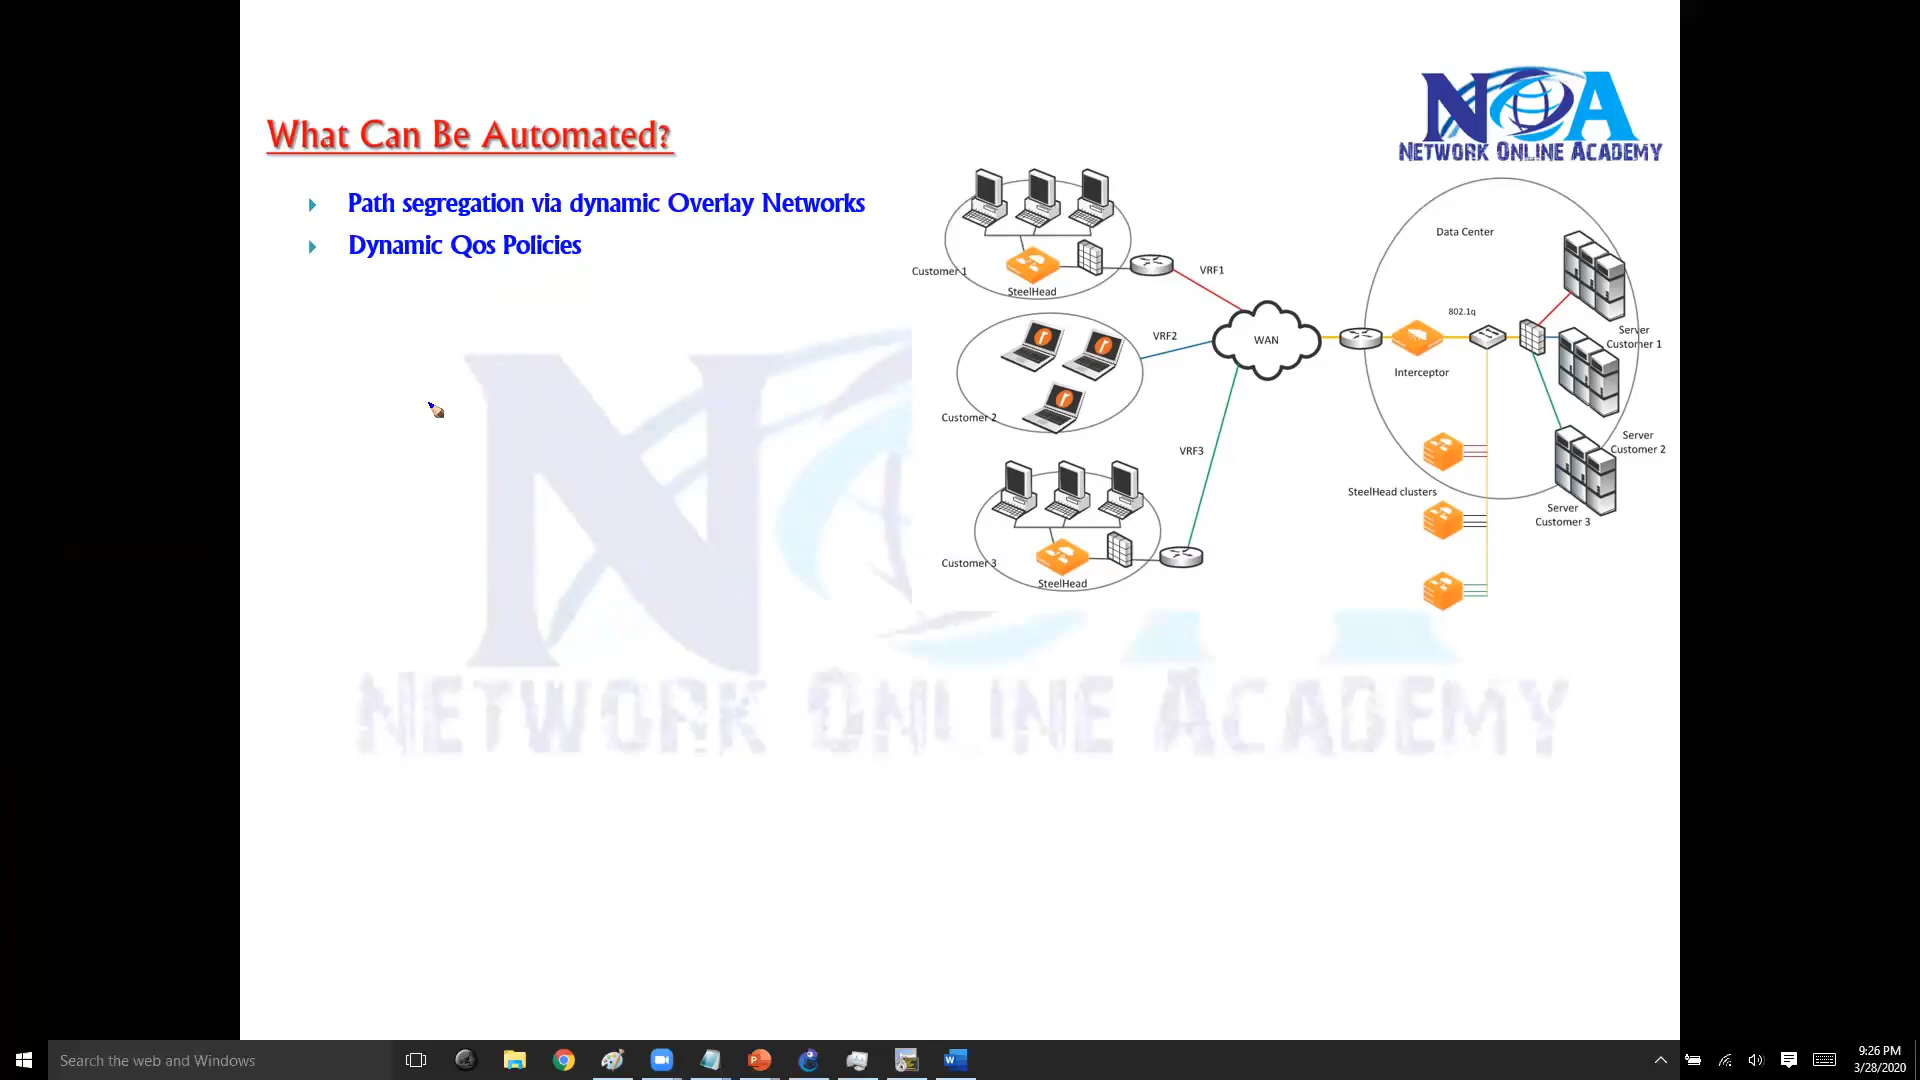 NOA
NETWORK ONLINE ACADEMY
What Can Be Automated?
Path segregation via dynamic Overlay Networks
Dynamic Qos Policies
Customer 1
SteelHead
VRF1
Customer 2
VRF2
WAN
VRF3
Customer 3
SteelHead
Data Center
802.1q
Interceptor
Server
Customer 1
Server
Customer 2
SteelHead clusters
Server
Customer 3
NETWORK ONLINE ACADEMY
Search the web and Windows
9:26 PM
3/28/2020